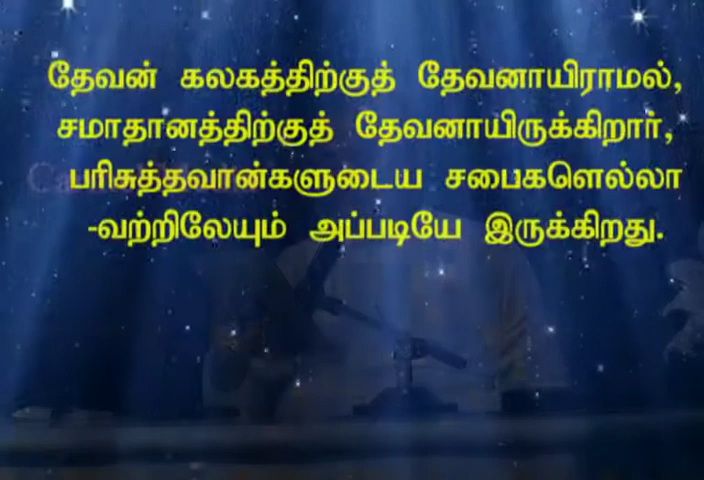 தேவன் கலகத்திற்குத் தேவனாயிராமல்,
சமாதானத்திற்குத் தேவனாயிருக்கிறார்,
பரிசுத்தவான்களுடைய சபைகளெல்லா
-வற்றிலேயும் அப்படியே இருக்கிறது.